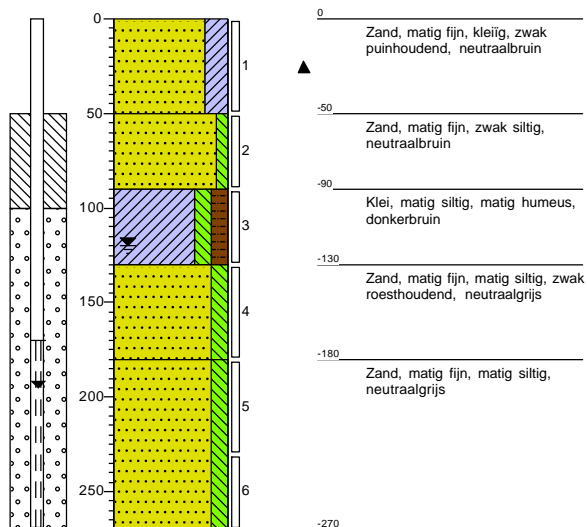 0
50
100
150
200
250
1
2
3
4
5
6
0
Zand, matig fijn, kleiïg, zwak
puinhoudend, neutraalbruin
-50
Zand, matig fijn, zwak siltig,
neutraalbruin
-90
Klei, matig siltig, matig humeus,
donkerbruin
-130
Zand, matig fijn, matig siltig, zwak
roesthoudend, neutraalgrijs
-180
Zand, matig fijn, matig siltig,
neutraalgrijs
-270